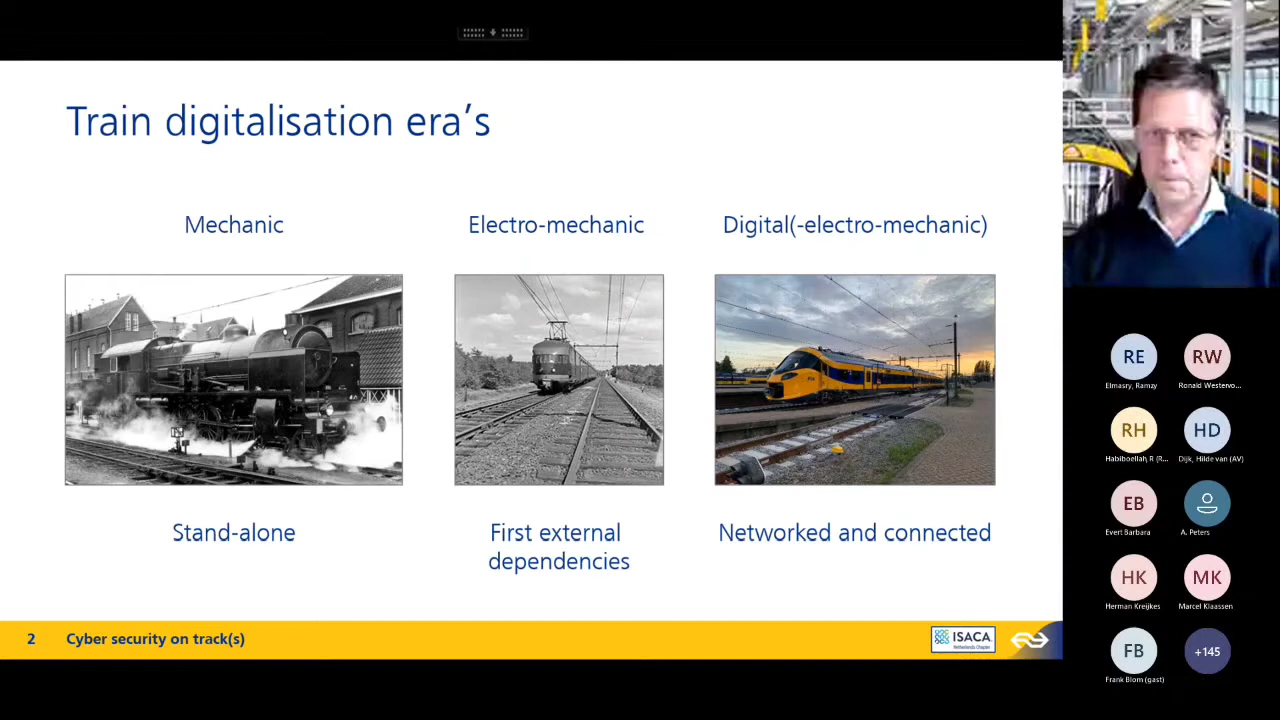 Train digitalisation era's
Mechanic
Electro-mechanic
Digital(-electro-mechanic)
Stand-alone
First external
dependencies
Networked and connected
2
Cyber security on track(s)
ISACA
Netherlands Chapter
RE
RW
Elmasry, Ramzy
Ronald Westervo...
RH
HD
Habiboellah, R (R...
Dijk, Hilde van (AV)
EB
Evert Barbara
A. Peters
HK
MK
Herman Kreijkes
Marcel Klaassen
FB
+145
Frank Blom (gast)